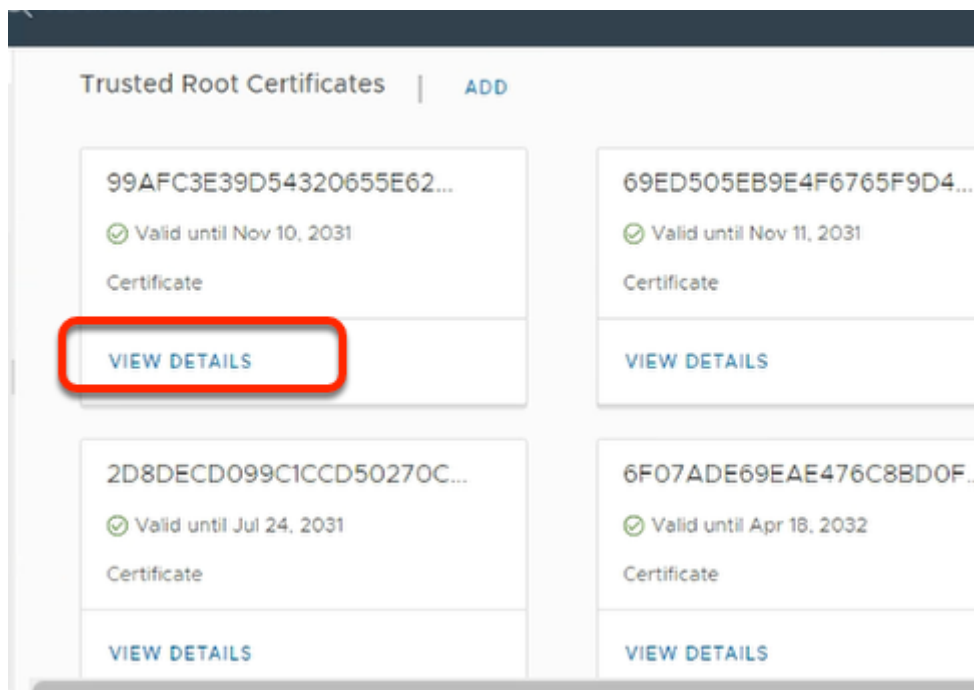 Trusted Root Certificates | ADD
99AFC3E39D54320655E62...
69ED505EB9E4F6765F9D4...
Valid until Nov 10, 2031
Valid until Nov 11, 2031
Certificate
Certificate
VIEW DETAILS
VIEW DETAILS
2D8DECD099C1CCD50270C...
6F07ADE69EAE476C8BD0F...
Valid until Jul 24, 2031
Valid until Apr 18, 2032
Certificate
Certificate
VIEW DETAILS
VIEW DETAILS